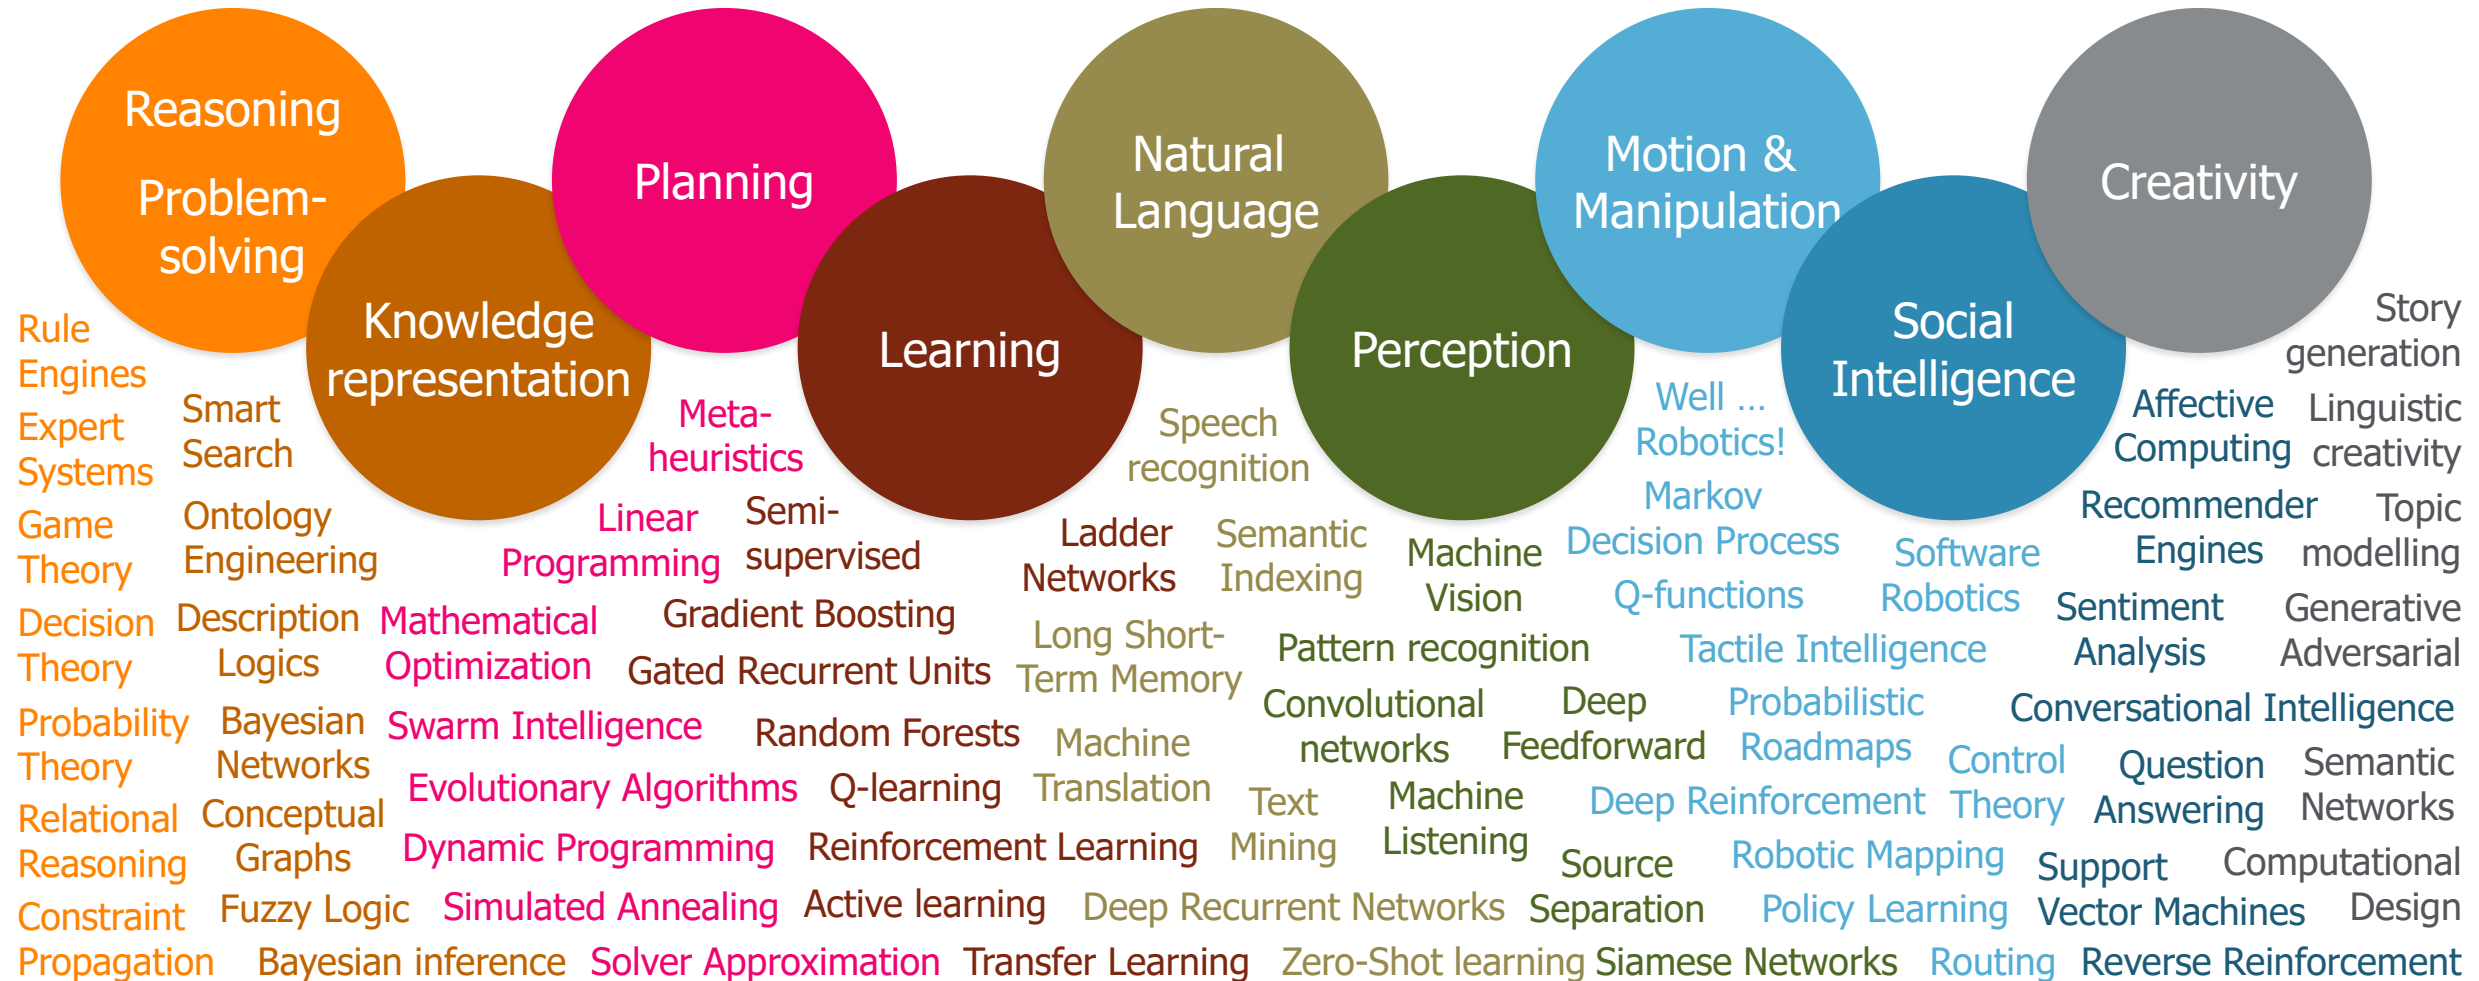 Reasoning
Problem-
solving
Knowledge
representation
Planning
Learning
Natural
Language
Perception
Motion &
Manipulation
Social
Intelligence
Creativity
Rule
Engines
Expert
Systems
Game
Theory
Decision
Theory
Probability
Theory
Relational
Reasoning
Constraint
Propagation
Smart
Search
Ontology
Engineering
Description
Logics
Bayesian
Networks
Conceptual
Graphs
Fuzzy Logic
Bayesian inference
Meta-
heuristics
Linear
Programming
Mathematical
Optimization
Swarm Intelligence
Evolutionary Algorithms
Dynamic Programming
Simulated Annealing
Solver Approximation
Semi-
supervised
Ladder
Networks
Gradient Boosting
Gated Recurrent Units
Random Forests
Q-learning
Reinforcement Learning
Active learning
Transfer Learning
Speech
recognition
Semantic
Indexing
Long Short-
Term Memory
Machine
Translation
Text
Mining
Deep Recurrent Networks
Zero-Shot learning
Machine
Vision
Pattern recognition
Convolutional
networks
Deep
Feedforward
Machine
Listening
Source
Separation
Siamese Networks
Well ...
Robotics!
Markov
Decision Process
Q-functions
Software
Robotics
Tactile Intelligence
Probabilistic
Roadmaps
Control
Theory
Deep Reinforcement
Robotic Mapping
Policy Learning
Routing
Affective
Computing
Recommender
Engines
Sentiment
Analysis
Conversational Intelligence
Question
Answering
Support
Vector Machines
Reverse Reinforcement
Story
generation
Linguistic
creativity
Topic
modelling
Generative
Adversarial
Semantic
Networks
Computational
Design